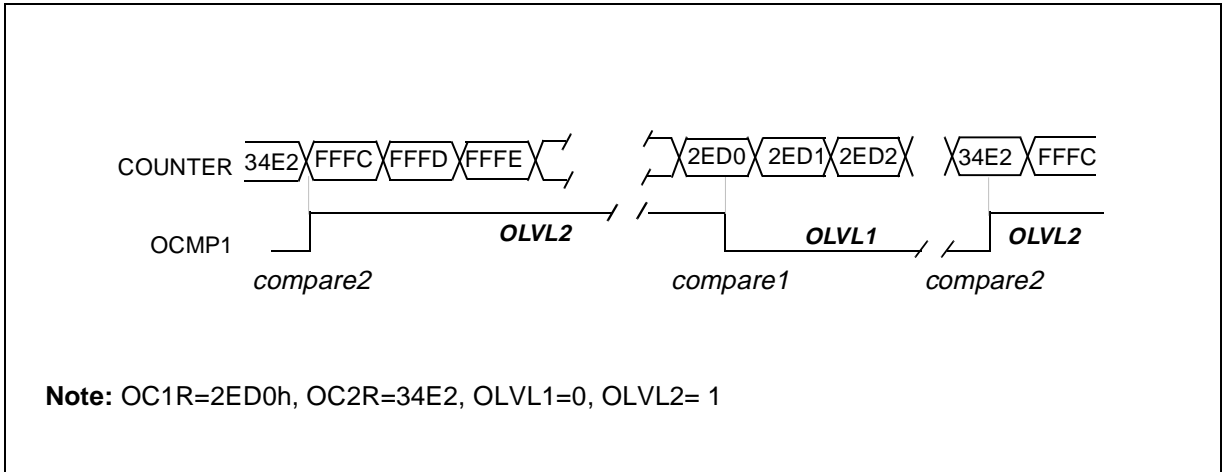 COUNTER 34E2 FFFC FFFD FFFE 2ED0 2ED1 2ED2 34E2 FFFC
OCMP1 OLVL2 OLVL1 OLVL2
compare2 compare1 compare2
Note: OC1R=2ED0h, OC2R=34E2, OLVL1=0, OLVL2= 1